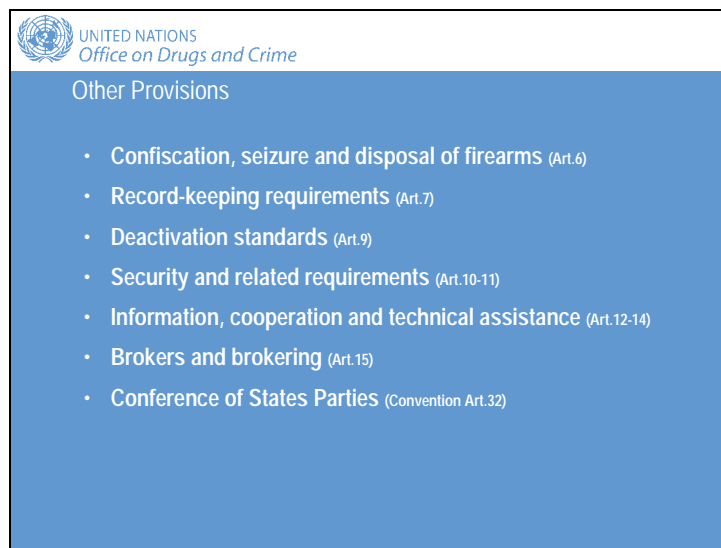 UNITED NATIONS
Office on Drugs and Crime
Other Provisions
• Confiscation, seizure and disposal of firearms (Art.6)
• Record-keeping requirements (Art.7)
• Deactivation standards (Art.9)
• Security and related requirements (Art.10-11)
• Information, cooperation and technical assistance (Art.12-14)
• Brokers and brokering (Art.15)
• Conference of States Parties (Convention Art.32)